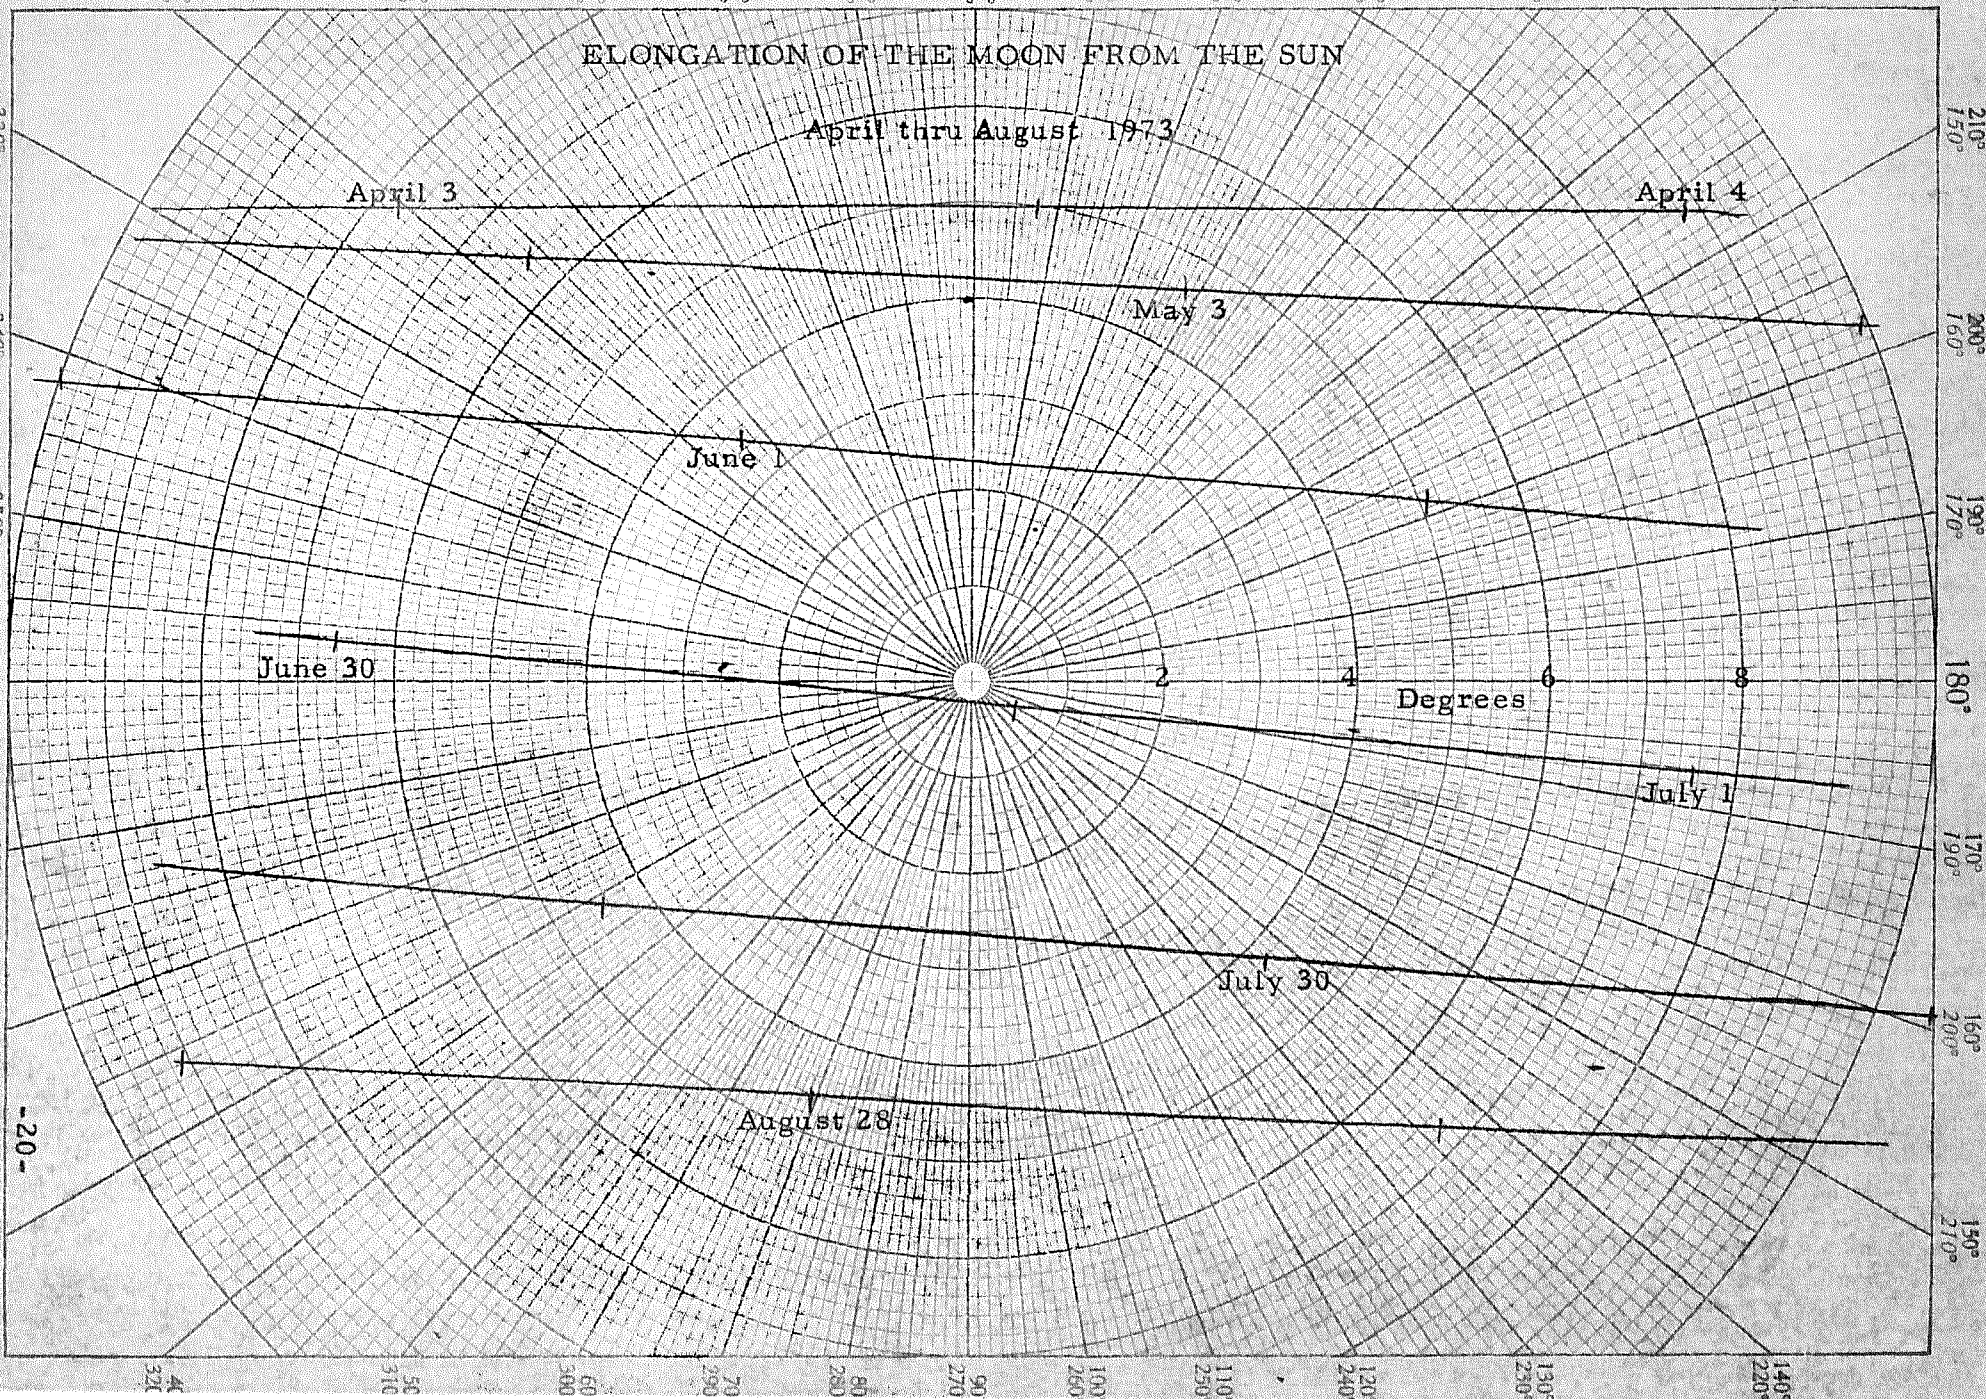 ELONGATION OF THE MOON FROM THE SUN
April thru August 1973
April 3
April 4
May 3
June 1
June 30
2 4 6 8
Degrees
July 1
July 30
August 28
-20-
210°
150°
200°
160°
190°
170°
180°
170°
190°
160°
200°
150°
210°
320 40
310 50
300 60
290 70
280 80
270 90
260 100
250° 110°
240° 120°
230° 130°
220° 140°